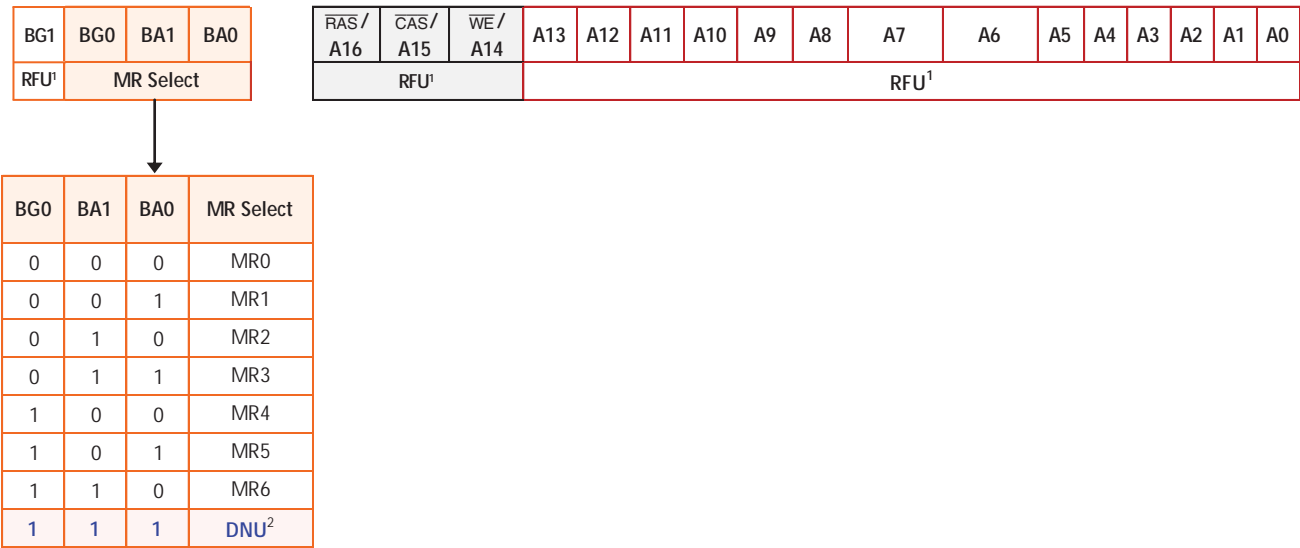 BG1 BG0 BA1 BA0 RAS/ A16 CAS/ A15 WE/ A14 A13 A12 A11 A10 A9 A8 A7 A6 A5 A4 A3 A2 A1 A0
RFU¹ MR Select RFU¹ RFU¹
BG0 BA1 BA0 MR Select
0 0 0 MR0
0 0 1 MR1
0 1 0 MR2
0 1 1 MR3
1 0 0 MR4
1 0 1 MR5
1 1 0 MR6
1 1 1 DNU²